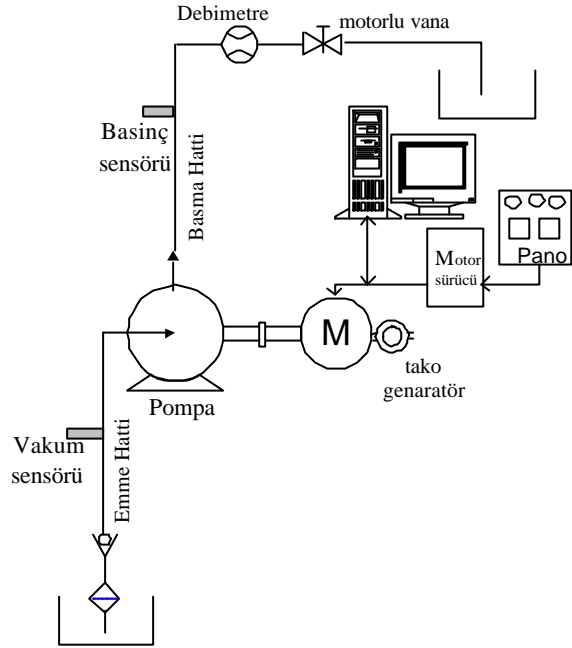 Debimetre
motorlu vana
Basinç
sensörü
Basma Hatti
Pano
Motor
sürücü
M
tako
genaratör
Pompa
Vakum
sensörü
Emme Hatti